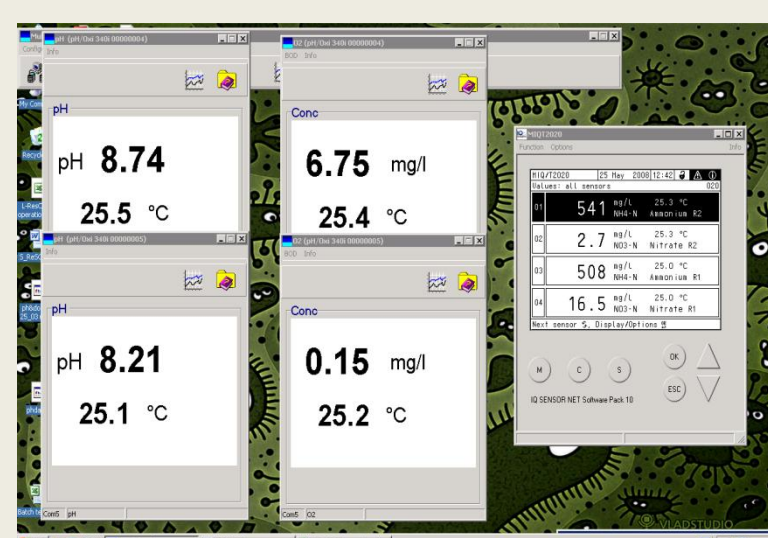 pH (pH/Oxi 340i 00000004)
Info
pH
pH 8.74
25.5 °C
O2 (pH/Oxi 340i 00000004)
BOD Info
Conc
6.75 mg/l
25.4 °C
pH (pH/Oxi 340i 00000005)
Info
pH
pH 8.21
25.1 °C
Com5 pH
O2 (pH/Oxi 340i 00000005)
BOD Info
Conc
0.15 mg/l
25.2 °C
Com5 O2
MIQT2020
Function Options Info
MIQ/T2020 25 May 2008 12:42
Values: all sensors 020
01 541 mg/l 25.3 °C
NH4-N Ammonium R2
02 2.7 mg/l 25.3 °C
NO3-N Nitrate R2
03 508 mg/l 25.0 °C
NH4-N Ammonium R1
04 16.5 mg/l 25.0 °C
NO3-N Nitrate R1
Next sensor, Display/Options
M C S OK
ESC
IQ SENSOR NET Software Pack 10
My Com
Recycl
VLADSTUDIO